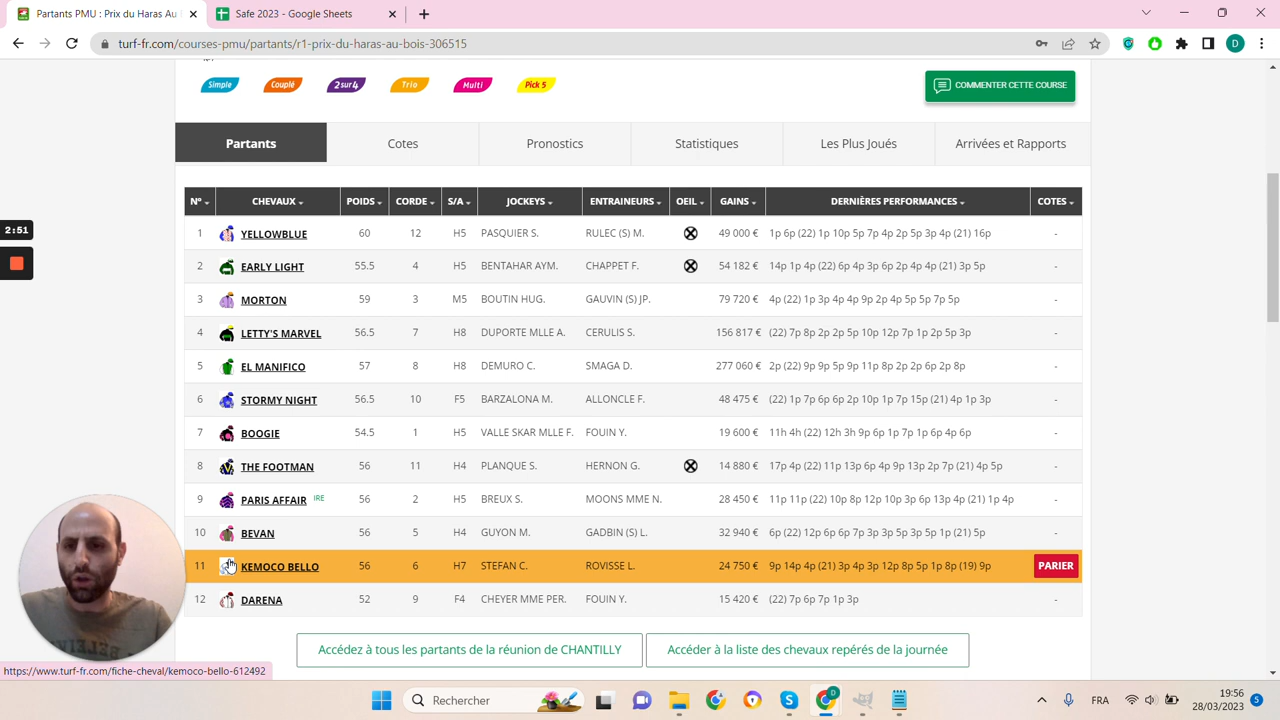 Partants PMU : Prix du Haras Au
Safe 2023 - Google Sheets
turf-fr.com/courses-pmu/partants/r1-prix-du-haras-au-bois-306515
D
Simple Couplé 2 sur 4 Trio Multi Pick 5
COMMENTER CETTE COURSE
Partants Cotes Pronostics Statistiques Les Plus Joués Arrivées et Rapports
N° CHEVAUX POIDS CORDE S/A JOCKEYS ENTRAINEURS OEIL GAINS DERNIÈRES PERFORMANCES COTES
1 YELLOWBLUE 60 12 H5 PASQUIER S. RULEC (S) M. 49 000 € 1p 6p (22) 1p 10p 5p 7p 4p 2p 5p 3p 4p (21) 16p -
2:51
2 EARLY LIGHT 55.5 4 H5 BENTAHAR AYM. CHAPPET F. 54 182 € 14p 1p 4p (22) 6p 4p 3p 6p 2p 4p 4p (21) 3p 5p -
3 MORTON 59 3 M5 BOUTIN HUG. GAUVIN (S) JP. 79 720 € 4p (22) 1p 3p 4p 4p 9p 2p 4p 5p 5p 7p 5p -
4 LETTY'S MARVEL 56.5 7 H8 DUPORTE MLLE A. CERULIS S. 156 817 € (22) 7p 8p 2p 2p 5p 10p 12p 7p 1p 2p 5p 3p -
5 EL MANIFICO 57 8 H8 DEMURO C. SMAGA D. 277 060 € 2p (22) 9p 9p 5p 9p 11p 8p 2p 2p 6p 2p 8p -
6 STORMY NIGHT 56.5 10 F5 BARZALONA M. ALLONCLE F. 48 475 € (22) 1p 7p 6p 6p 2p 10p 1p 7p 15p (21) 4p 1p 3p -
7 BOOGIE 54.5 1 H5 VALLE SKAR MLLE F. FOUIN Y. 19 600 € 11h 4h (22) 12h 3h 9p 6p 1p 7p 1p 6p 4p 6p -
8 THE FOOTMAN 56 11 H4 PLANQUE S. HERNON G. 14 880 € 17p 4p (22) 11p 13p 6p 4p 9p 13p 2p 7p (21) 4p 5p -
9 PARIS AFFAIR IRE 56 2 H5 BREUX S. MOONS MME N. 28 450 € 11p 11p (22) 10p 8p 12p 10p 3p 6p 13p 4p (21) 1p 4p -
10 BEVAN 56 5 H4 GUYON M. GADBIN (S) L. 32 940 € 6p (22) 12p 6p 6p 7p 3p 3p 5p 3p 5p 1p (21) 5p -
11 KEMOCO BELLO 56 6 H7 STEFAN C. ROVISSE L. 24 750 € 9p 14p 4p (21) 3p 4p 3p 12p 8p 5p 1p 8p (19) 9p PARIER
12 DARENA 52 9 F4 CHEYER MME PER. FOUIN Y. 15 420 € (22) 7p 6p 7p 1p 3p -
Accédez à tous les partants de la réunion de CHANTILLY Accéder à la liste des chevaux repérés de la journée
https://www.turf-fr.com/fiche-cheval/kemoco-bello-612492
Rechercher
FRA
19:56
28/03/2023
5